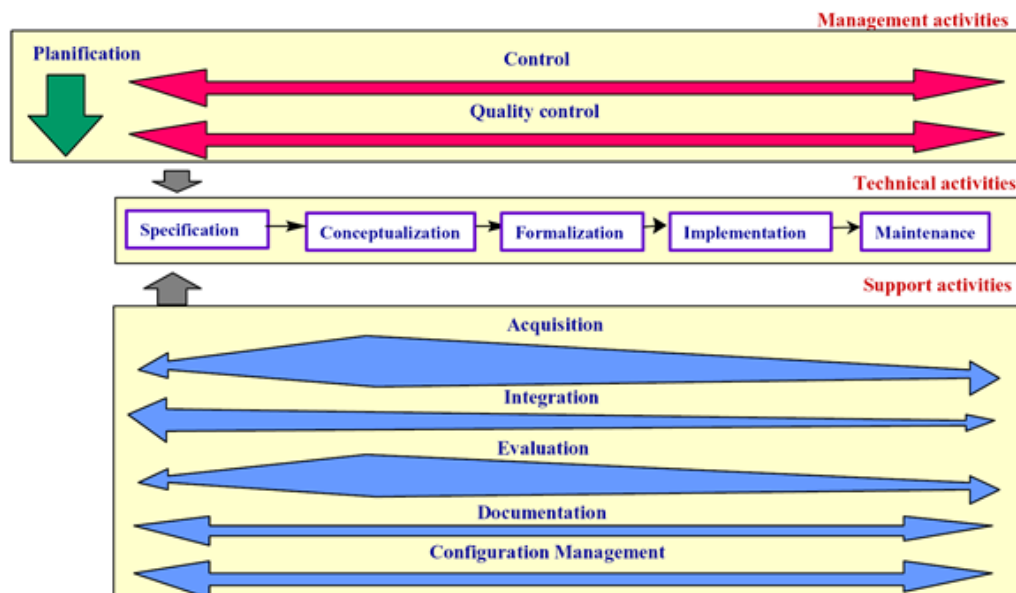 Management activities
Planification
Control
Quality control
Technical activities
Specification
Conceptualization
Formalization
Implementation
Maintenance
Support activities
Acquisition
Integration
Evaluation
Documentation
Configuration Management